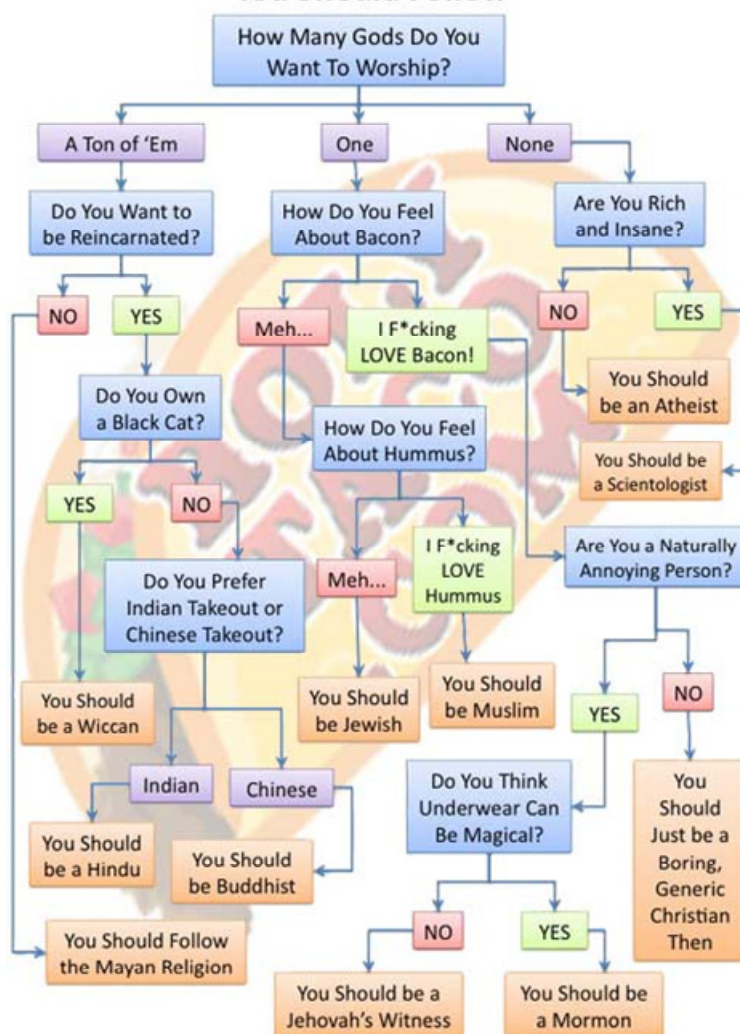 How Many Gods Do You
Want To Worship?
A Ton of ‘Em
One
None
Do You Want to
be Reincarnated?
How Do You Feel
About Bacon?
Are You Rich
and Insane?
NO
YES
Meh...
I F*cking
LOVE Bacon!
NO
YES
You Should
be an Atheist
Do You Own
a Black Cat?
How Do You Feel
About Hummus?
You Should be
a Scientologist
YES
NO
Meh...
I F*cking
LOVE
Hummus
Are You a Naturally
Annoying Person?
Do You Prefer
Indian Takeout or
Chinese Takeout?
You Should
be a Wiccan
You Should
be Jewish
You Should
be Muslim
YES
NO
Indian
Chinese
Do You Think
Underwear Can
Be Magical?
You
Should
Just be a
Boring,
Generic
Christian
Then
You Should
be a Hindu
You Should
be Buddhist
NO
YES
You Should Follow
the Mayan Religion
You Should be a
Jehovah’s Witness
You Should be
a Mormon
HOLY
TACO
.COM